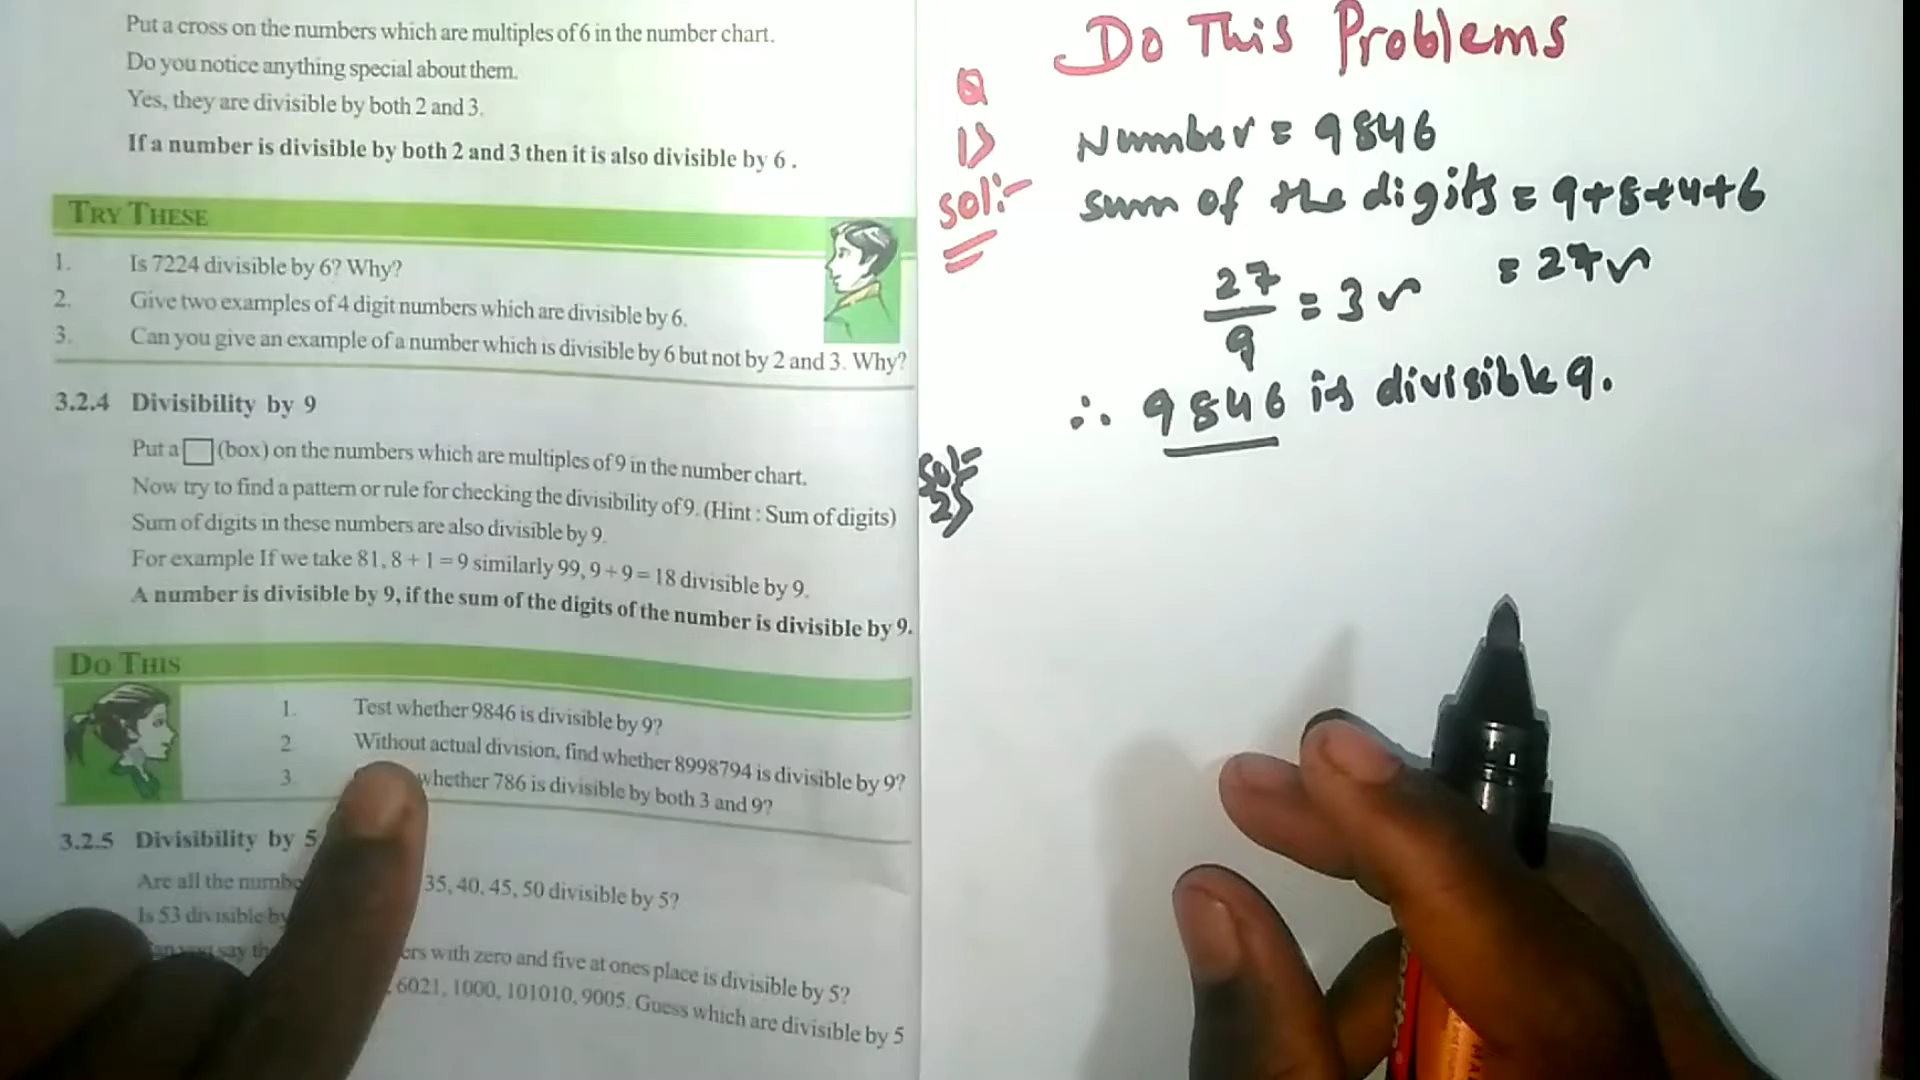 Put a cross on the numbers which are multiples of 6 in the number chart.
Do you notice anything special about them.
Yes, they are divisible by both 2 and 3.
If a number is divisible by both 2 and 3 then it is also divisible by 6 .
TRY THESE
1. Is 7224 divisible by 6? Why?
2. Give two examples of 4 digit numbers which are divisible by 6.
3. Can you give an example of a number which is divisible by 6 but not by 2 and 3. Why?
3.2.4 Divisibility by 9
Put a (box) on the numbers which are multiples of 9 in the number chart.
Now try to find a pattern or rule for checking the divisibility of 9. (Hint : Sum of digits)
Sum of digits in these numbers are also divisible by 9.
For example If we take 81, 8 + 1 = 9 similarly 99, 9 + 9 = 18 divisible by 9.
A number is divisible by 9, if the sum of the digits of the number is divisible by 9.
DO THIS
1. Test whether 9846 is divisible by 9?
2. Without actual division, find whether 8998794 is divisible by 9?
3. whether 786 is divisible by both 3 and 9?
3.2.5 Divisibility by 5
Are all the 35, 40, 45, 50 divisible by 5?
Is 53 divisible by
say with zero and five at ones place is divisible by 5?
6021, 1000, 101010, 9005. Guess which are divisible by 5
Do This Problems
Q
1) Number = 9846
Sol:- Sum of the digits = 9+8+4+6
= 27
27/9 = 3
∴ 9846 is divisible 9.
Sol:-
2)